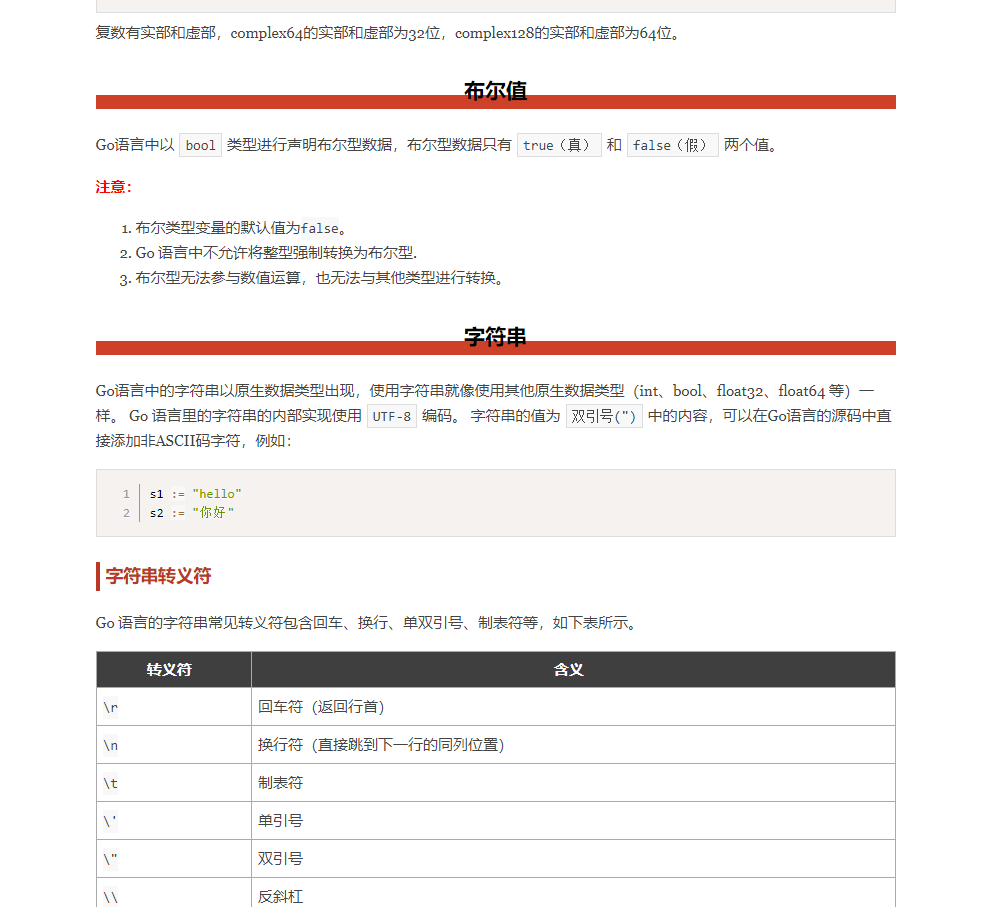 复数有实部和虚部，complex64的实部和虚部为32位，complex128的实部和虚部为64位。
布尔值
Go语言中以 bool 类型进行声明布尔型数据，布尔型数据只有 true（真） 和 false（假） 两个值。
注意：
1. 布尔类型变量的默认值为false。
2. Go 语言中不允许将整型强制转换为布尔型.
3. 布尔型无法参与数值运算，也无法与其他类型进行转换。
字符串
Go语言中的字符串以原生数据类型出现，使用字符串就像使用其他原生数据类型（int、bool、float32、float64 等）一
样。 Go 语言里的字符串的内部实现使用 UTF-8 编码。 字符串的值为 双引号(") 中的内容，可以在Go语言的源码中直
接添加非ASCII码字符，例如：
1 s1 := "hello"
2 s2 := "你好"
字符串转义符
Go 语言的字符串常见转义符包含回车、换行、单双引号、制表符等，如下表所示。
转义符 含义
\r 回车符（返回行首）
\n 换行符（直接跳到下一行的同列位置）
\t 制表符
\' 单引号
\" 双引号
\\ 反斜杠